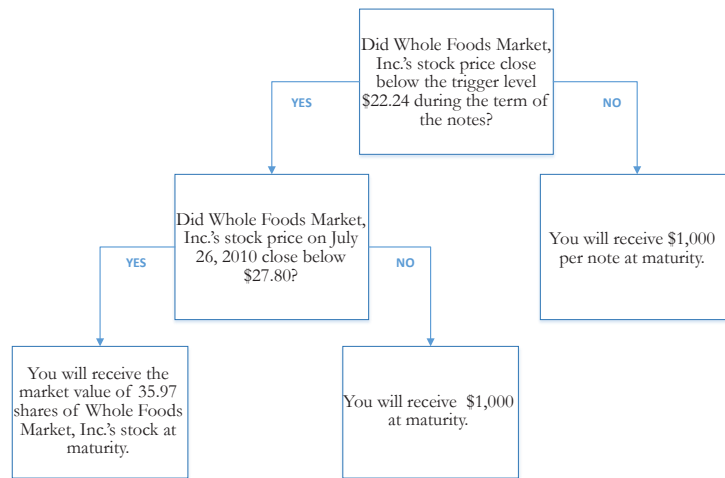 Did Whole Foods Market,
Inc.'s stock price close
below the trigger level
$22.24 during the term of
the notes?
YES
NO
Did Whole Foods Market,
Inc.'s stock price on July
26, 2010 close below
$27.80?
You will receive $1,000
per note at maturity.
YES
NO
You will receive the
market value of 35.97
shares of Whole Foods
Market, Inc.'s stock at
maturity.
You will receive  $1,000
at maturity.